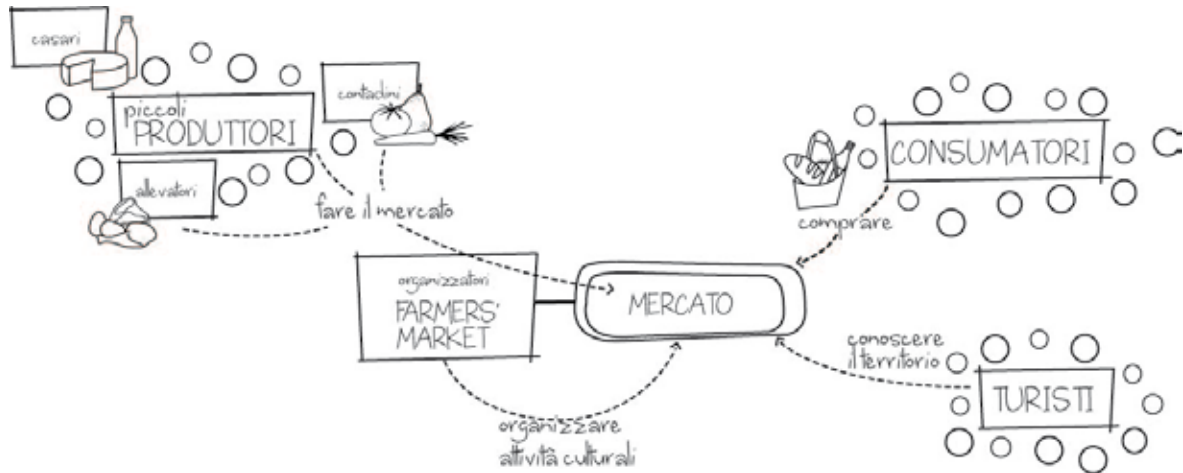 casari
piccoli
PRODUTTORI
contadini
allevatori
fare il mercato
CONSUMATORI
comprare
organizzatori
FARMERS'
MARKET
MERCATO
conoscere
il territorio
TURISTI
organizzare
attività culturali